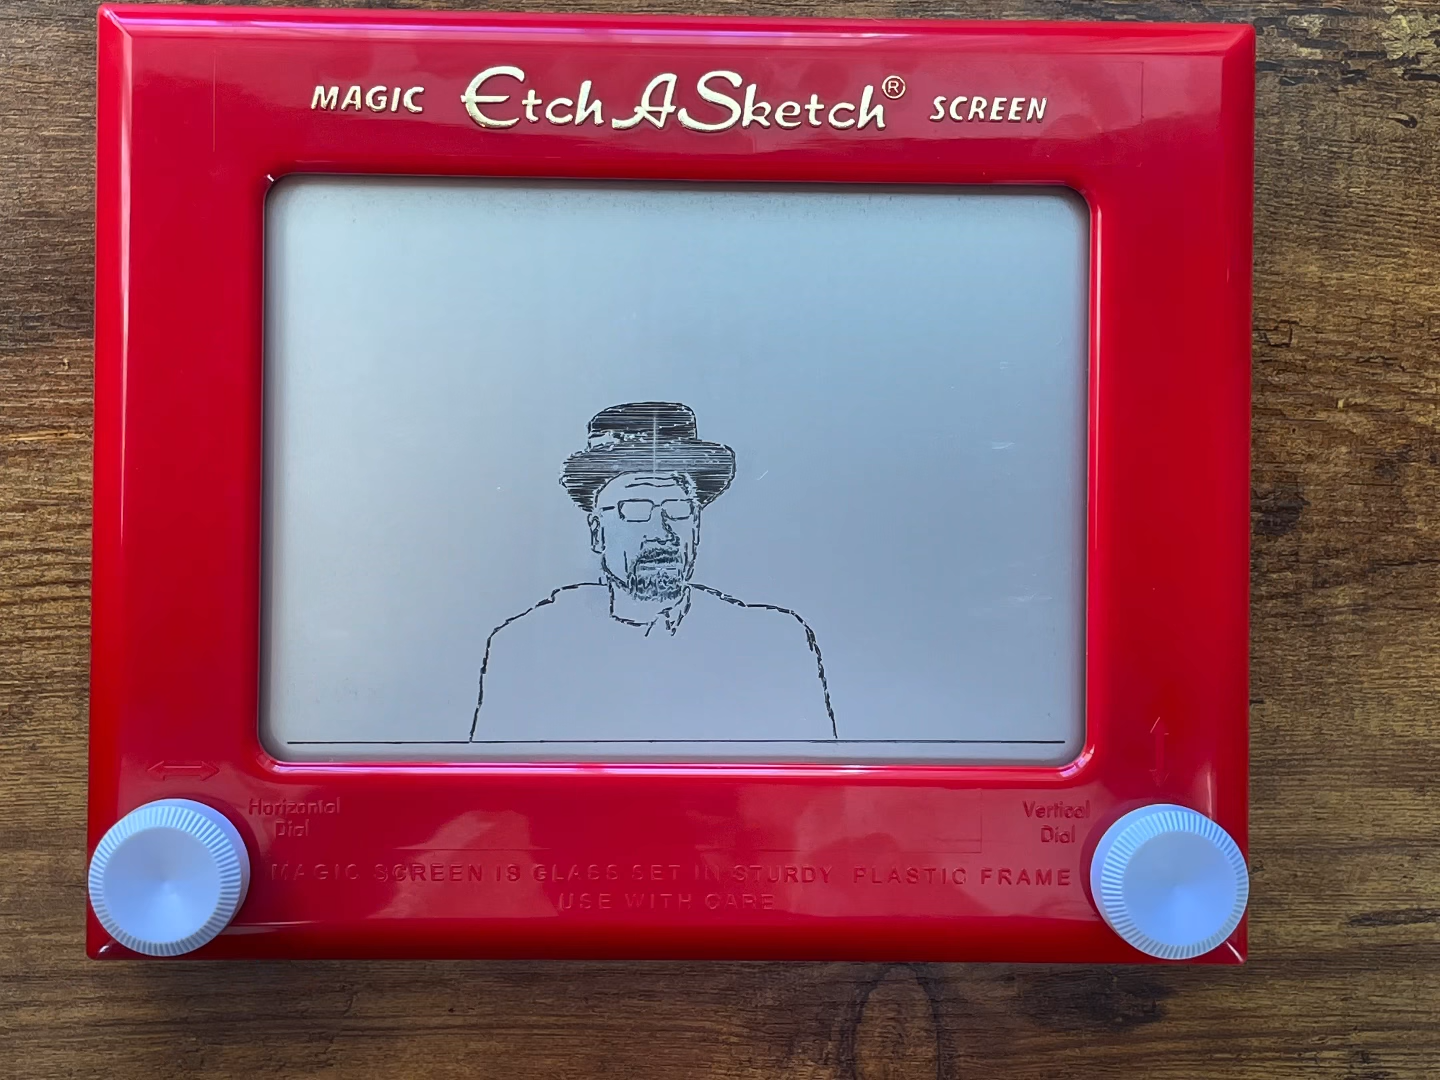 MAGIC Etch A Sketch® SCREEN
Horizontal
Dial
Vertical
Dial
MAGIC SCREEN IS GLASS SET IN STURDY PLASTIC FRAME
USE WITH CARE